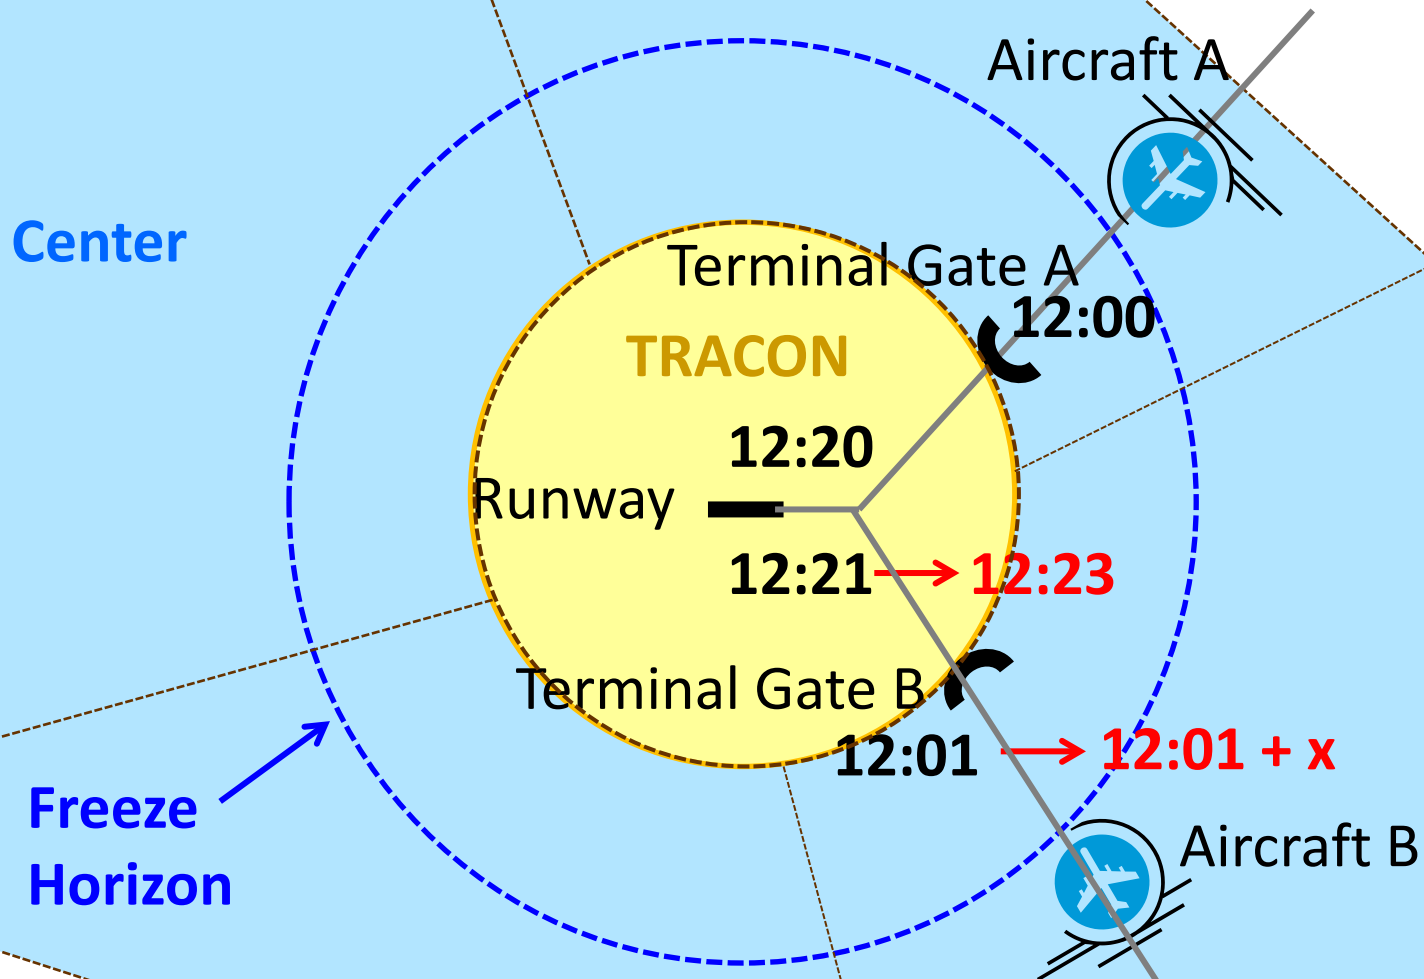 Aircraft A
Center
Terminal Gate A
12:00
TRACON
12:20
Runway
12:21 → 12:23
Terminal Gate B
12:01 → 12:01 + x
Freeze
Horizon
Aircraft B